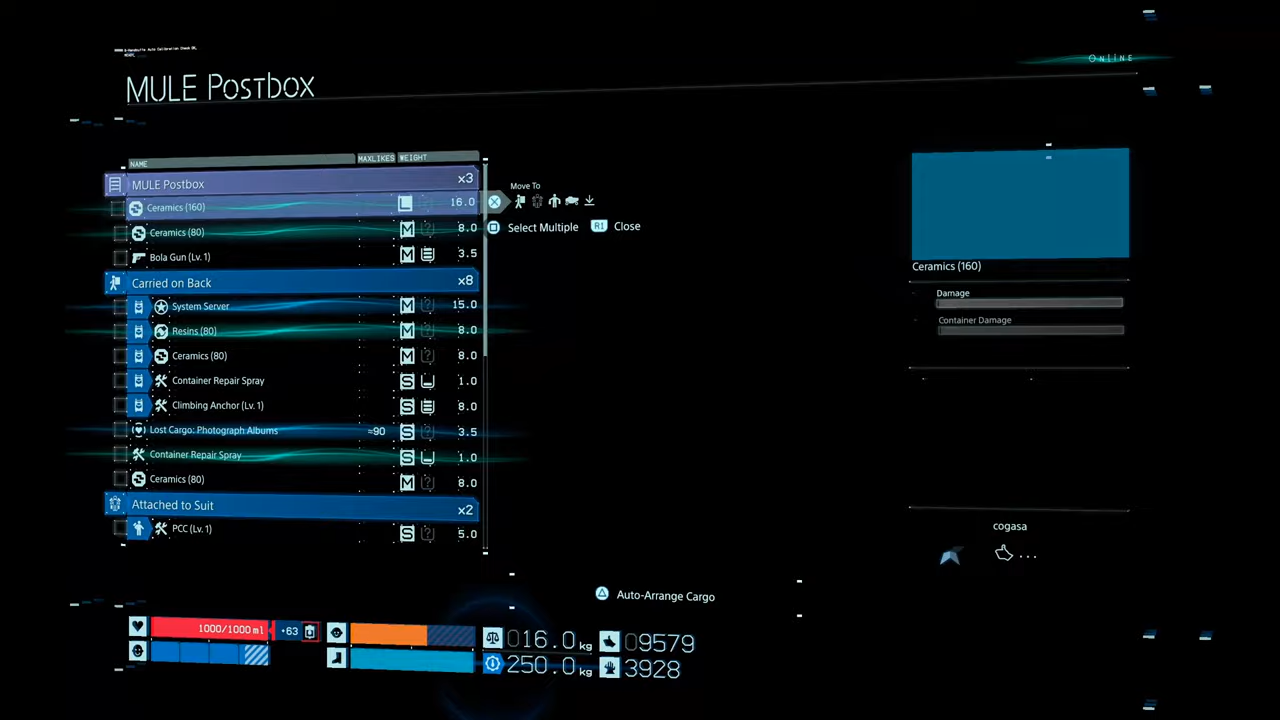 ONLINE
MULE Postbox
NAME MAXLIKES WEIGHT
MULE Postbox x3
Ceramics (160) L 16.0
Ceramics (80) M 8.0
Bola Gun (Lv. 1) M 3.5
Carried on Back x8
System Server M 15.0
Resins (80) M 8.0
Ceramics (80) M 8.0
Container Repair Spray S 1.0
Climbing Anchor (Lv. 1) S 8.0
Lost Cargo: Photograph Albums ≈90 S 3.5
Container Repair Spray S 1.0
Ceramics (80) M 8.0
Attached to Suit x2
PCC (Lv. 1) S 5.0
Move To
Select Multiple R1 Close
Ceramics (160)
Damage
Container Damage
cogasa
...
Auto-Arrange Cargo
1000/1000 ml +63
016.0 kg 09579
250.0 kg 3928